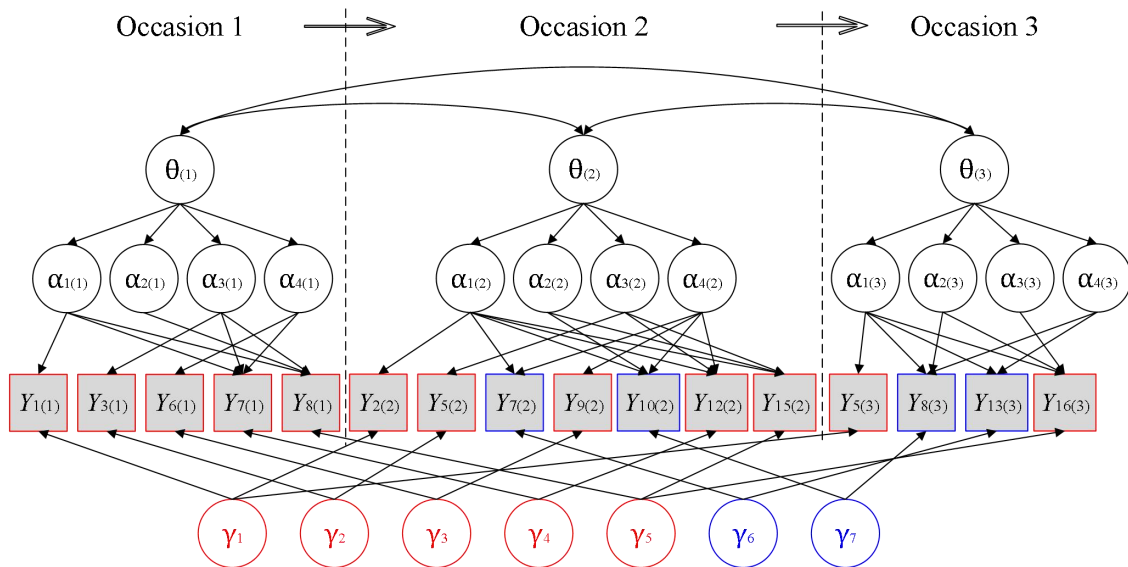 Occasion 1 Occasion 2 Occasion 3
θ(1) θ(2) θ(3)
α1(1) α2(1) α3(1) α4(1) α1(2) α2(2) α3(2) α4(2) α1(3) α2(3) α3(3) α4(3)
Y1(1) Y3(1) Y6(1) Y7(1) Y8(1) Y2(2) Y5(2) Y7(2) Y9(2) Y10(2) Y12(2) Y15(2) Y5(3) Y8(3) Y13(3) Y16(3)
γ1 γ2 γ3 γ4 γ5 γ6 γ7